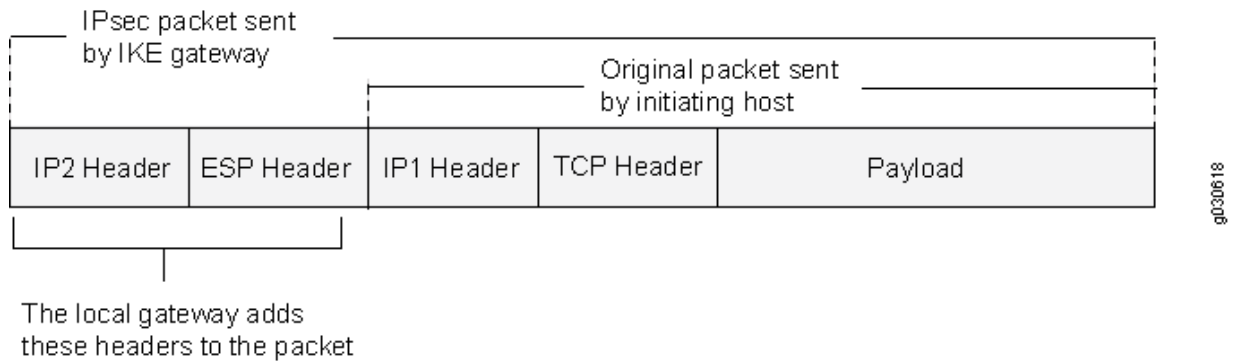 IPsec packet sent
by IKE gateway
Original packet sent
by initiating host
IP2 Header
ESP Header
IP1 Header
TCP Header
Payload
g030618
The local gateway adds
these headers to the packet